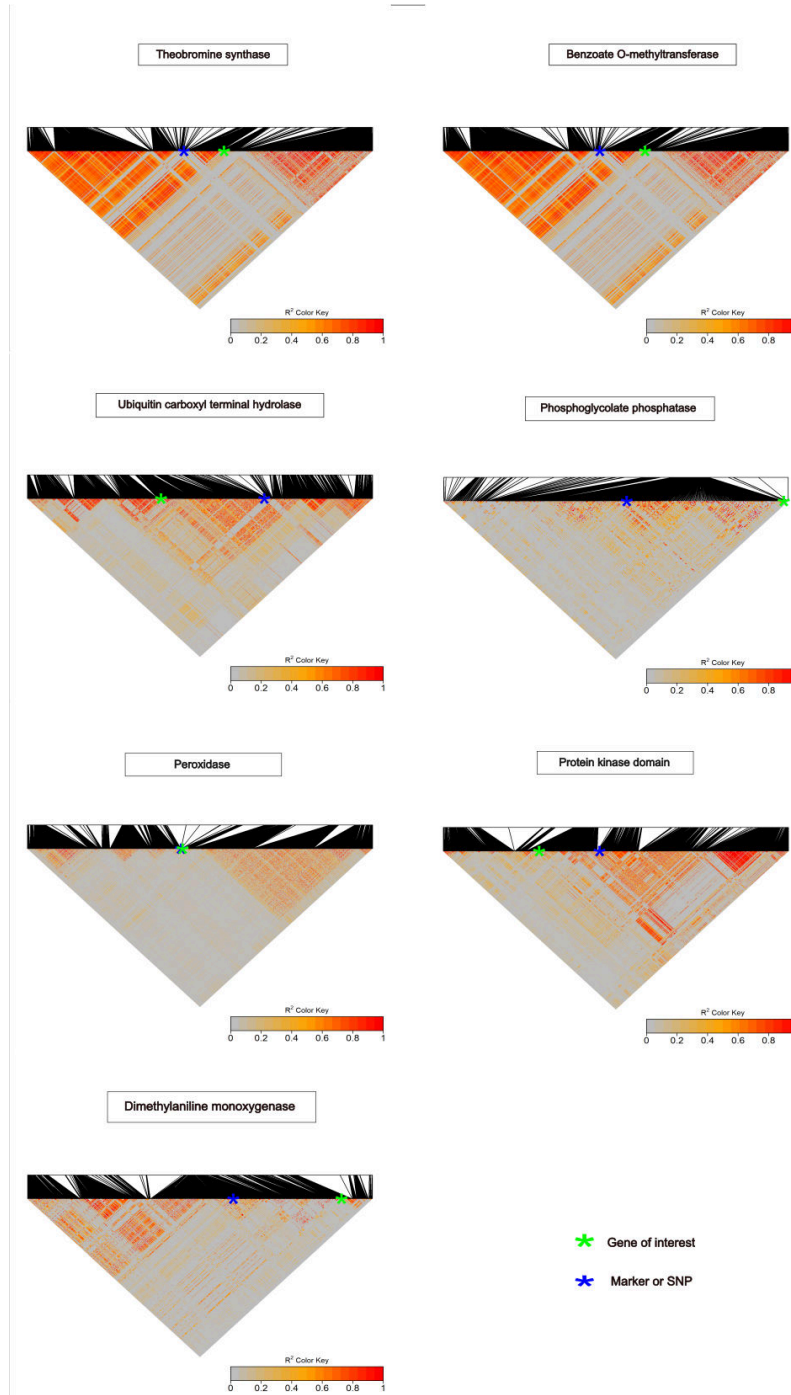 Theobromine synthase
Benzoate O-methyltransferase
R² Color Key
0 0.2 0.4 0.6 0.8 1
R² Color Key
0 0.2 0.4 0.6 0.8
Ubiquitin carboxyl terminal hydrolase
Phosphoglycolate phosphatase
R² Color Key
0 0.2 0.4 0.6 0.8 1
R² Color Key
0 0.2 0.4 0.6 0.8
Peroxidase
Protein kinase domain
R² Color Key
0 0.2 0.4 0.6 0.8 1
R² Color Key
0 0.2 0.4 0.6 0.8
Dimethylaniline monoxygenase
Gene of interest
Marker or SNP
R² Color Key
0 0.2 0.4 0.6 0.8 1